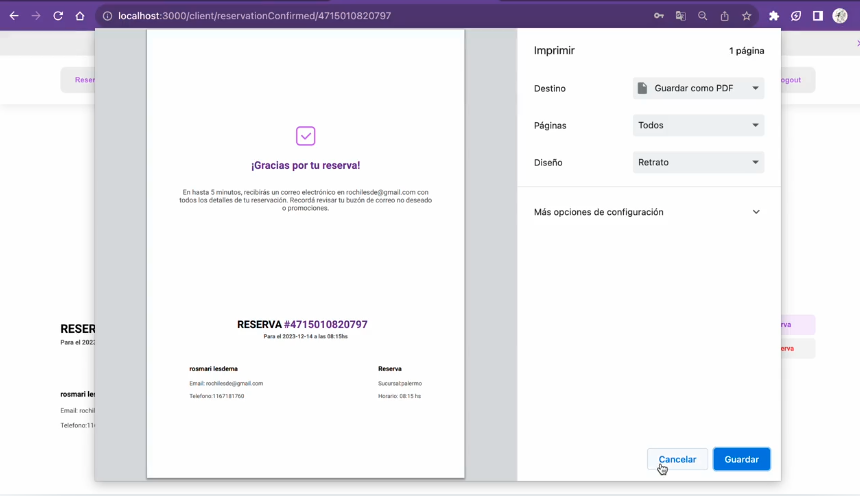 localhost:3000/client/reservationConfirmed/4715010820797
Imprimir
1 página
Destino
Guardar como PDF
Páginas
Todos
Diseño
Retrato
Más opciones de configuración
Cancelar
Guardar
¡Gracias por tu reserva!
En hasta 5 minutos, recibirás un correo electrónico en rochilesde@gmail.com con
todos los detalles de tu reservación. Recordá revisar tu buzón de correo no deseado
o promociones.
RESERVA #4715010820797
Para el 2023-12-14 a las 08:15hs
rosmari lesdema
Email: rochilesde@gmail.com
Telefono:1167181760
Reserva
Sucursal:palermo
Horario: 08:15 hs
Reser
ogout
RESER
Para el 202
rosmari le
Email: rochil
Telefono:11
rva
erva